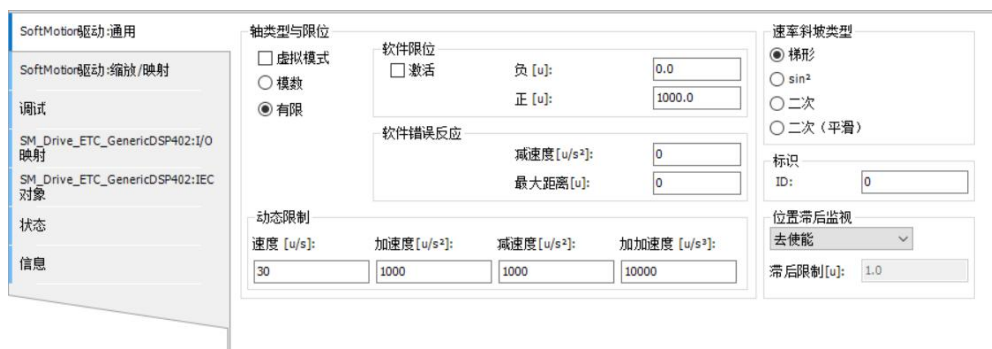 SoftMotion驱动:通用
SoftMotion驱动:缩放/映射
调试
SM_Drive_ETC_GenericDSP402:I/O
映射
SM_Drive_ETC_GenericDSP402:IEC
对象
状态
信息
轴类型与限位
虚拟模式
模数
有限
软件限位
激活
负 [u]: 0.0
正 [u]: 1000.0
软件错误反应
减速度[u/s²]: 0
最大距离[u]: 0
动态限制
速度 [u/s]: 加速度[u/s²]: 减速度[u/s²]: 加加速度 [u/s³]:
30 1000 1000 10000
速率斜坡类型
梯形
sin²
二次
二次（平滑）
标识
ID: 0
位置滞后监视
去使能
滞后限制[u]: 1.0